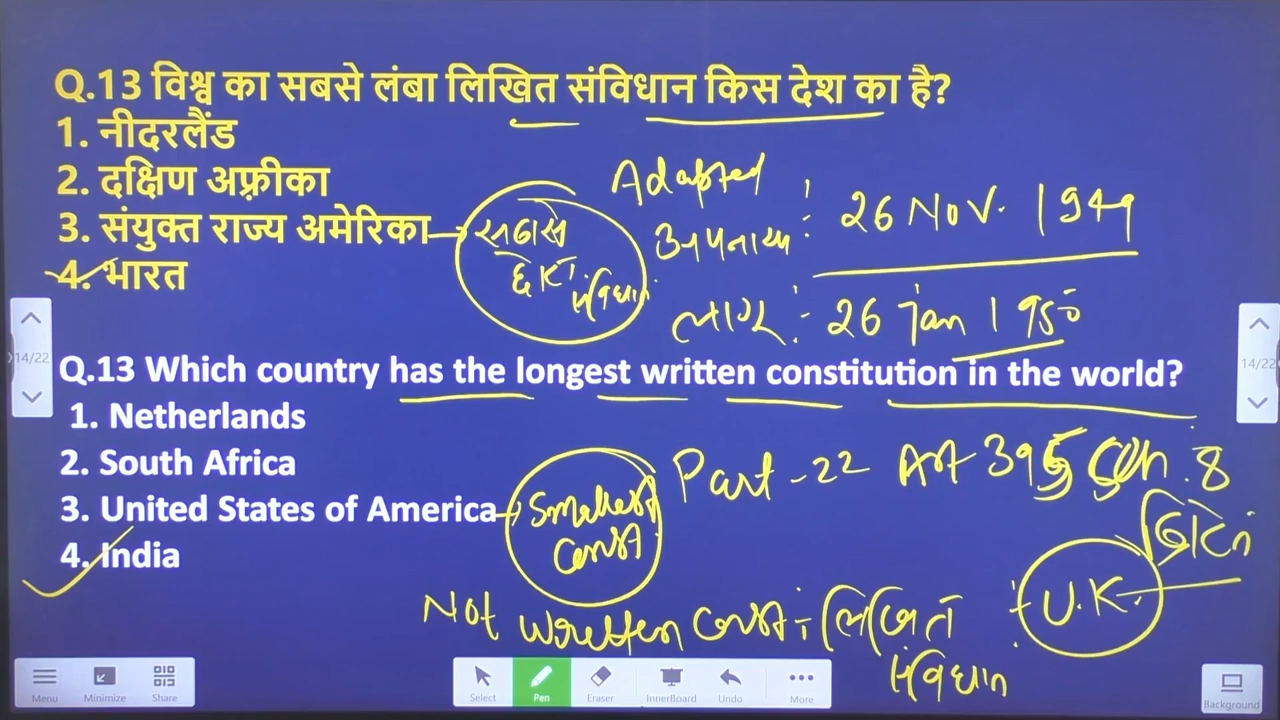 Q.13 विश्व का सबसे लंबा लिखित संविधान किस देश का है?
1. नीदरलैंड
2. दक्षिण अफ़्रीका
3. संयुक्त राज्य अमेरिका
4. भारत
Adapted
अपनाया : 26 Nov. 1949
लागू :- 26 Jan 1950
14/22
14/22
Q.13 Which country has the longest written constitution in the world?
1. Netherlands
2. South Africa
3. United States of America
4. India
Part-22 Art 395 Sch. 8
Smallest
Const
ब्रिटेन
U.K.
Not Written Const :- लिखित
संविधान
Menu
Minimize
Share
Select
Pen
Eraser
InnerBoard
Undo
More
Background